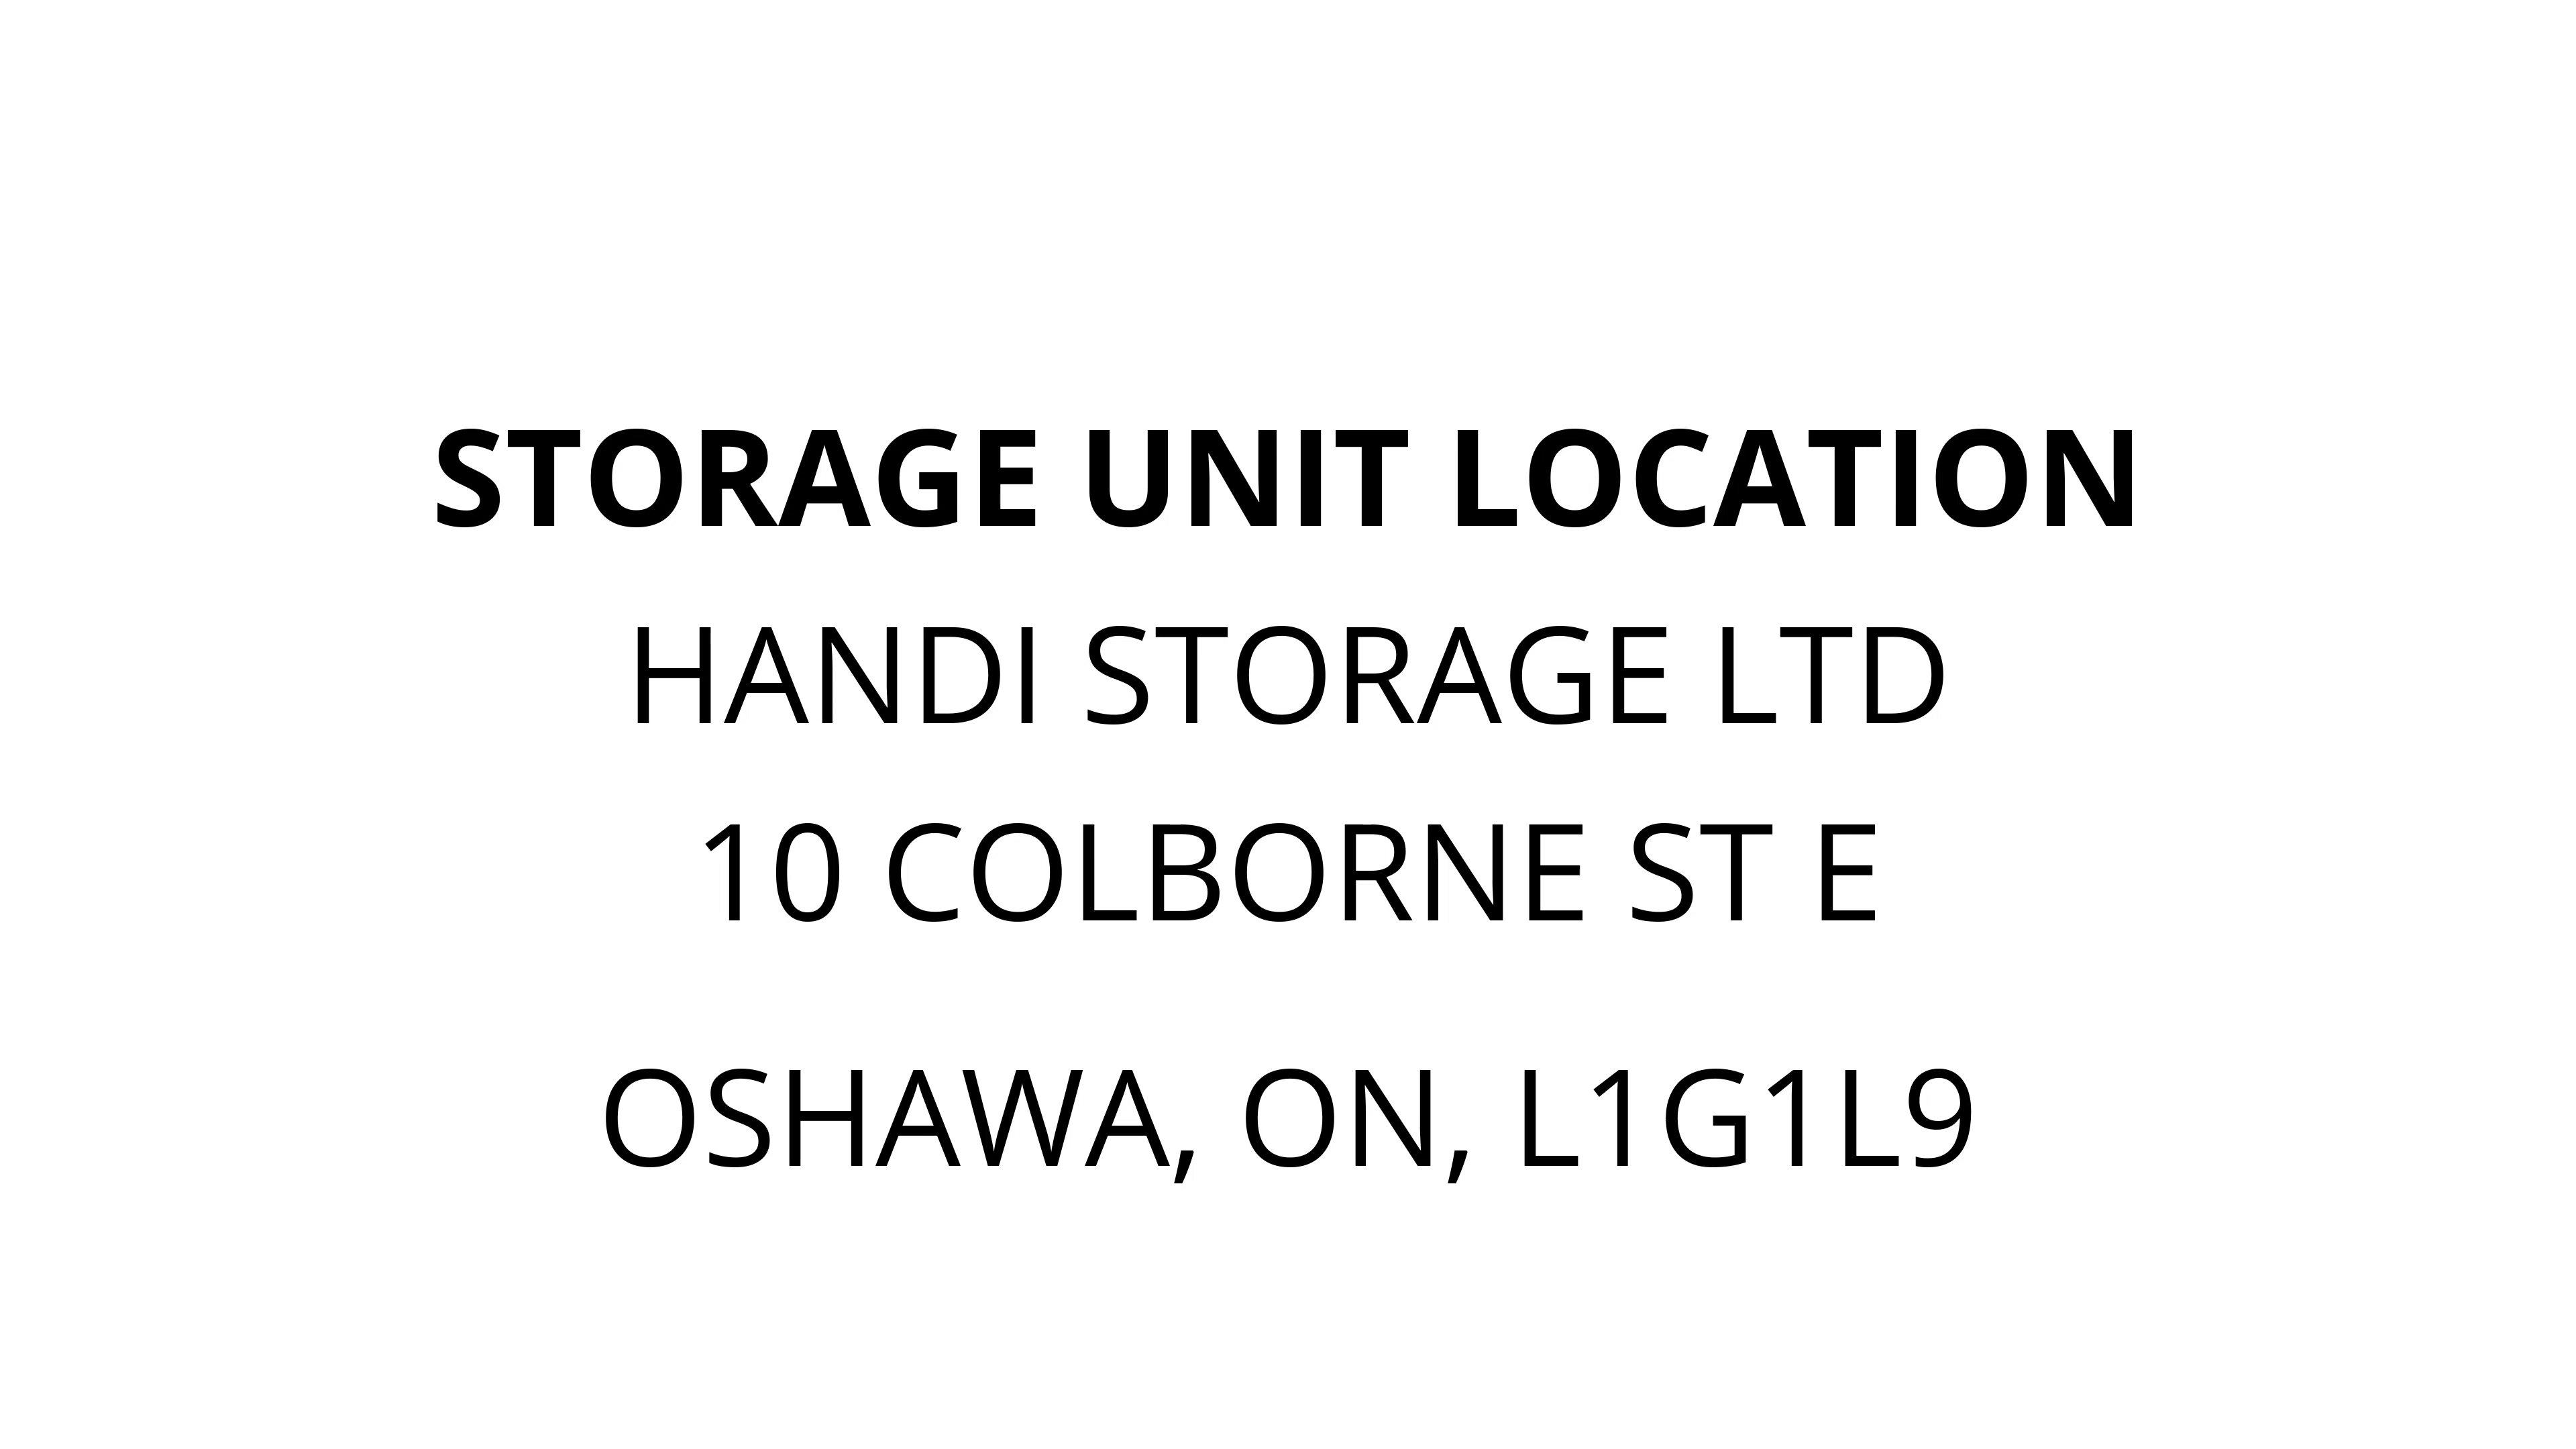 STORAGE UNIT LOCATION
HANDI STORAGE LTD
10 COLBORNE ST E
OSHAWA, ON, L1G1L9